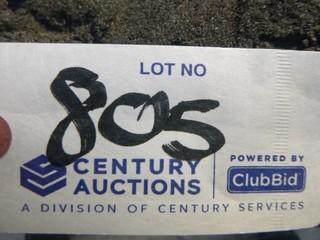 LOT NO
805
CENTURY
AUCTIONS
POWERED BY
ClubBid
A DIVISION OF CENTURY SERVICES